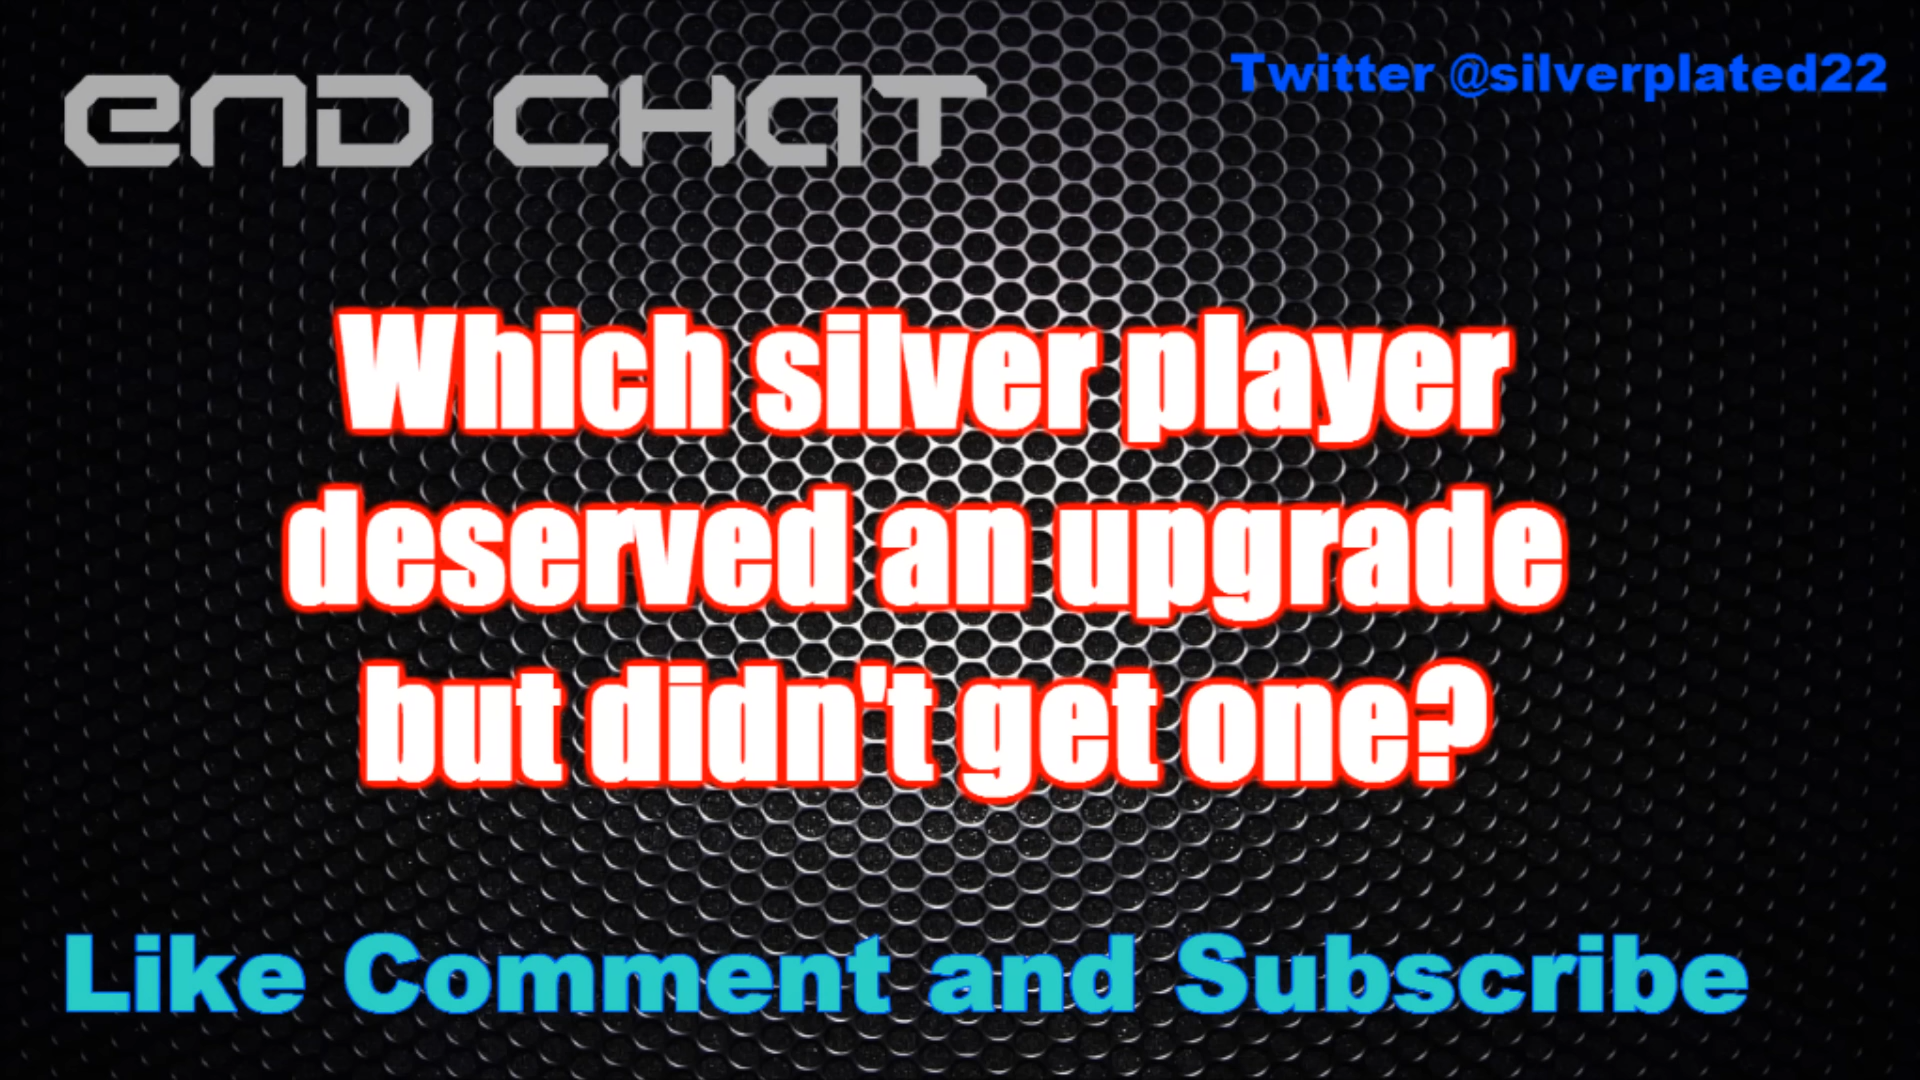 END CHAT
Twitter @silverplated22
Which silver player
deserved an upgrade
but didn't get one?
Like Comment and Subscribe